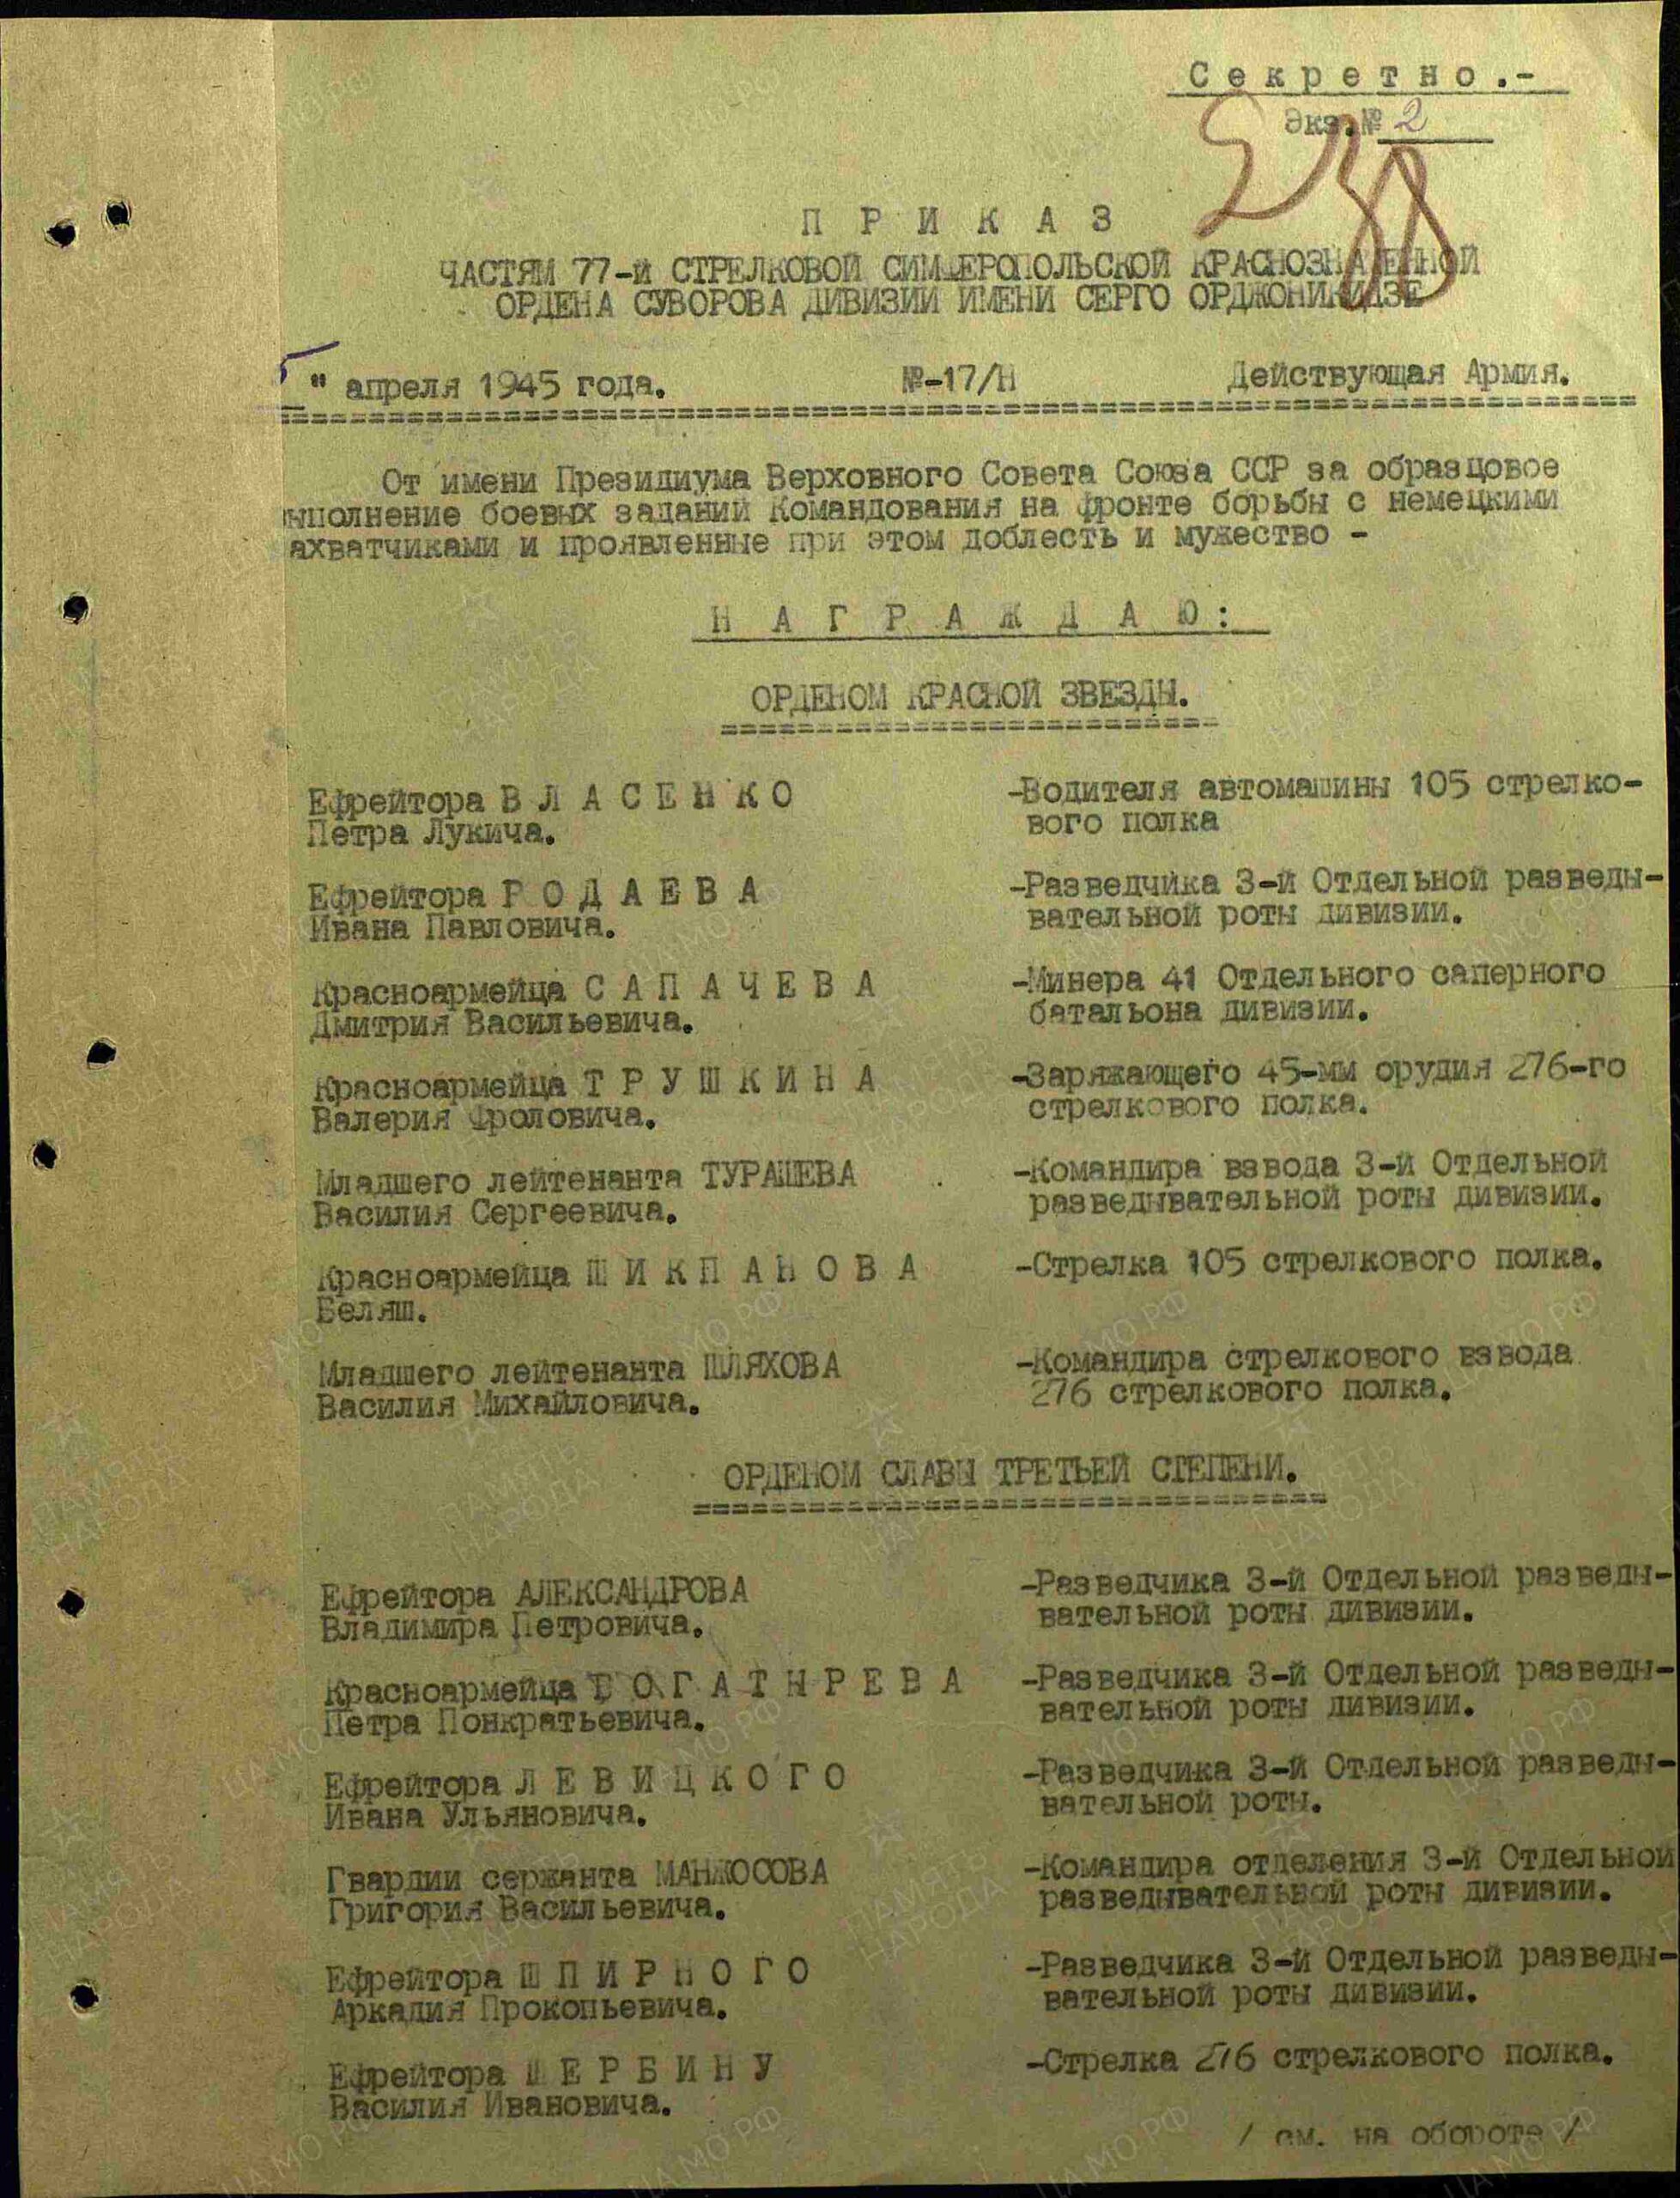 Секретно.-
Экз.№ 2
238
ПРИКАЗ
ЧАСТЯМ 77-й СТРЕЛКОВОЙ СИМФЕРОПОЛЬСКОЙ КРАСНОЗНАМЕННОЙ
ОРДЕНА СУВОРОВА ДИВИЗИИ ИМЕНИ СЕРГО ОРДЖОНИКИДЗЕ
" апреля 1945 года. №-17/Н Действующая Армия.
От имени Президиума Верховного Совета Союза ССР за образцовое
ыполнение боевых заданий Командования на фронте борьбы с немецкими
ахватчиками и проявленные при этом доблесть и мужество -
НАГРАЖДАЮ:
ОРДЕНОМ КРАСНОЙ ЗВЕЗДЫ.
Ефрейтора ВЛАСЕНКО -Водителя автомашины 105 стрелко-
Петра Лукича. вого полка
Ефрейтора РОДАЕВА -Разведчика 3-й Отдельной разведы-
Ивана Павловича. вательной роты дивизии.
Красноармейца САПАЧЕВА -Минера 41 Отдельного саперного
Дмитрия Васильевича. батальона дивизии.
Красноармейца ТРУШКИНА -Заряжающего 45-мм орудия 276-го
Валерия Фроловича. стрелкового полка.
Младшего лейтенанта ТУРАШЕВА -Командира взвода 3-й Отдельной
Василия Сергеевича. разведывательной роты дивизии.
Красноармейца ШИКПАНОВА -Стрелка 105 стрелкового полка.
Беляш.
Младшего лейтенанта ШЛЯХОВА -Командира стрелкового взвода
Василия Михайловича. 276 стрелкового полка.
ОРДЕНОМ СЛАВЫ ТРЕТЬЕЙ СТЕПЕНИ.
Ефрейтора АЛЕКСАНДРОВА -Разведчика 3-й Отдельной разведы-
Владимира Петровича. вательной роты дивизии.
Красноармейца БОГАТЫРЕВА -Разведчика 3-й Отдельной разведы-
Петра Понкратьевича. вательной роты дивизии.
Ефрейтора ЛЕВИЦКОГО -Разведчика 3-й Отдельной разведы-
Ивана Ульяновича. вательной роты.
Гвардии сержанта МАНЖОСОВА -Командира отделения 3-й Отдельной
Григория Васильевича. разведывательной роты дивизии.
Ефрейтора ШПИРНОГО -Разведчика 3-й Отдельной разведы-
Аркадия Прокопьевича. вательной роты дивизии.
Ефрейтора ШЕРБИНУ -Стрелка 276 стрелкового полка.
Василия Ивановича.
/ см. на обороте /